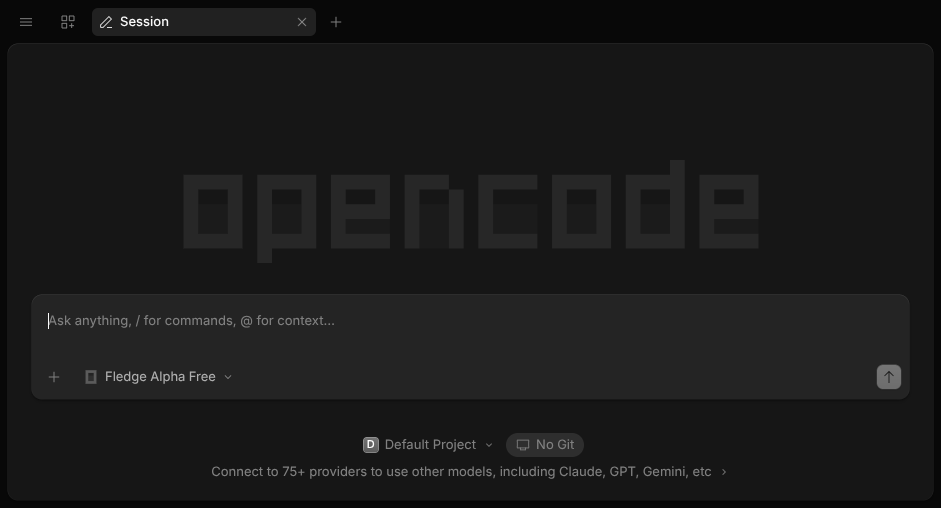 Session
opencode
Ask anything, / for commands, @ for context...
Fledge Alpha Free
D Default Project No Git
Connect to 75+ providers to use other models, including Claude, GPT, Gemini, etc